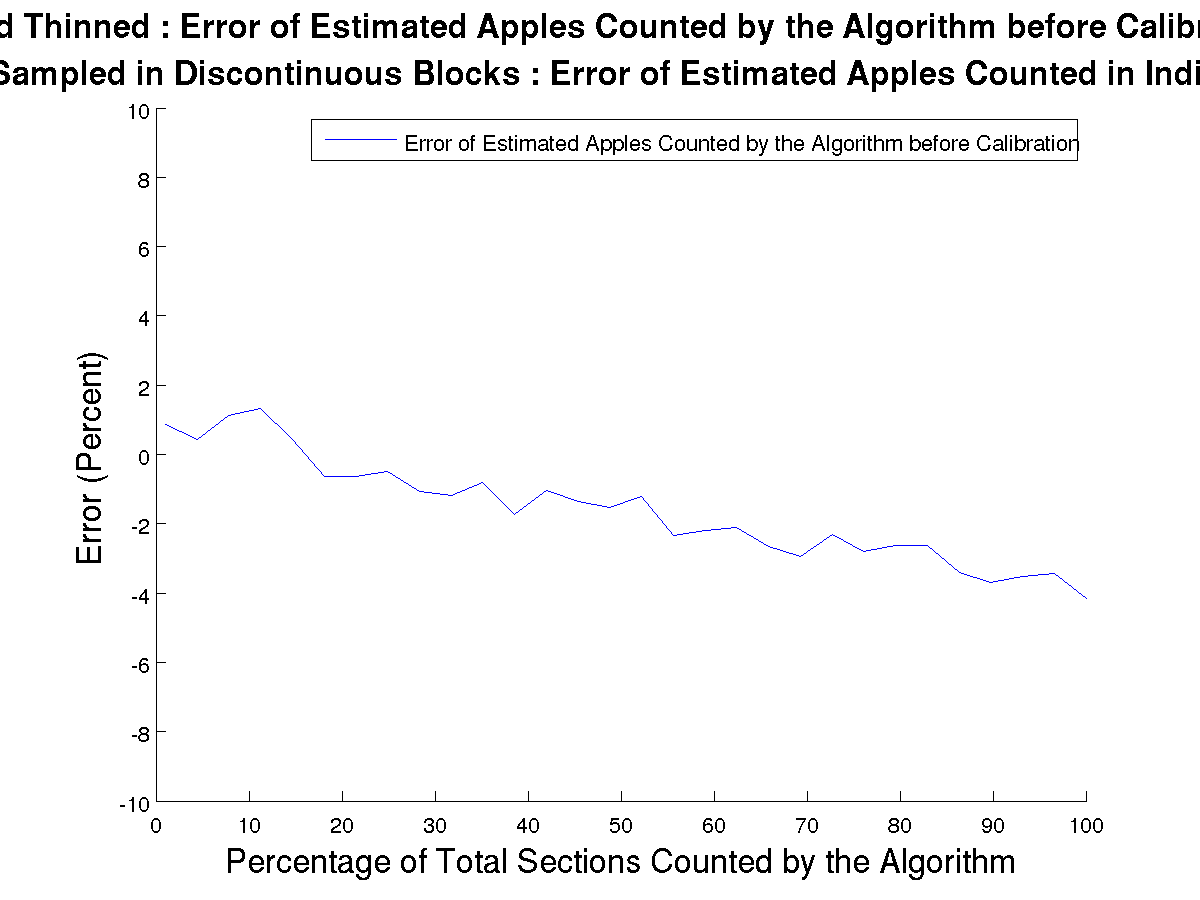 d Thinned : Error of Estimated Apples Counted by the Algorithm before Calibr
Sampled in Discontinuous Blocks : Error of Estimated Apples Counted in Indi
10
Error of Estimated Apples Counted by the Algorithm before Calibration
8
6
4
2
0
-2
-4
-6
-8
-10
Error (Percent)
0 10 20 30 40 50 60 70 80 90 100
Percentage of Total Sections Counted by the Algorithm